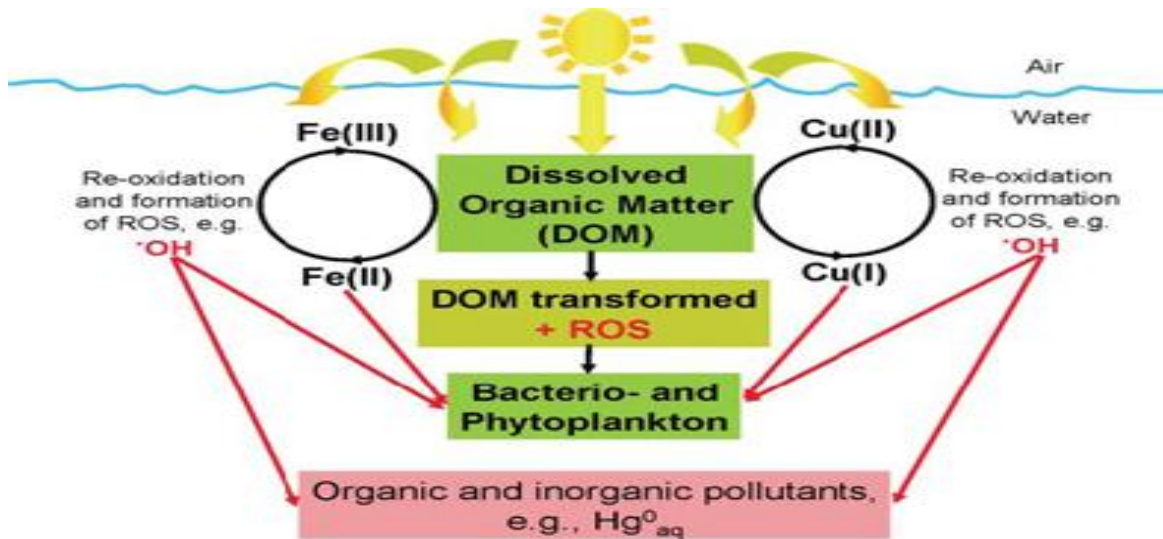 Air
Water
Fe(III)
Cu(II)
Re-oxidation
and formation
of ROS, e.g.
·OH
Dissolved
Organic Matter
(DOM)
Re-oxidation
and formation
of ROS, e.g.
·OH
Fe(II)
Cu(I)
DOM transformed
+ ROS
Bacterio- and
Phytoplankton
Organic and inorganic pollutants,
e.g., Hg⁰aq